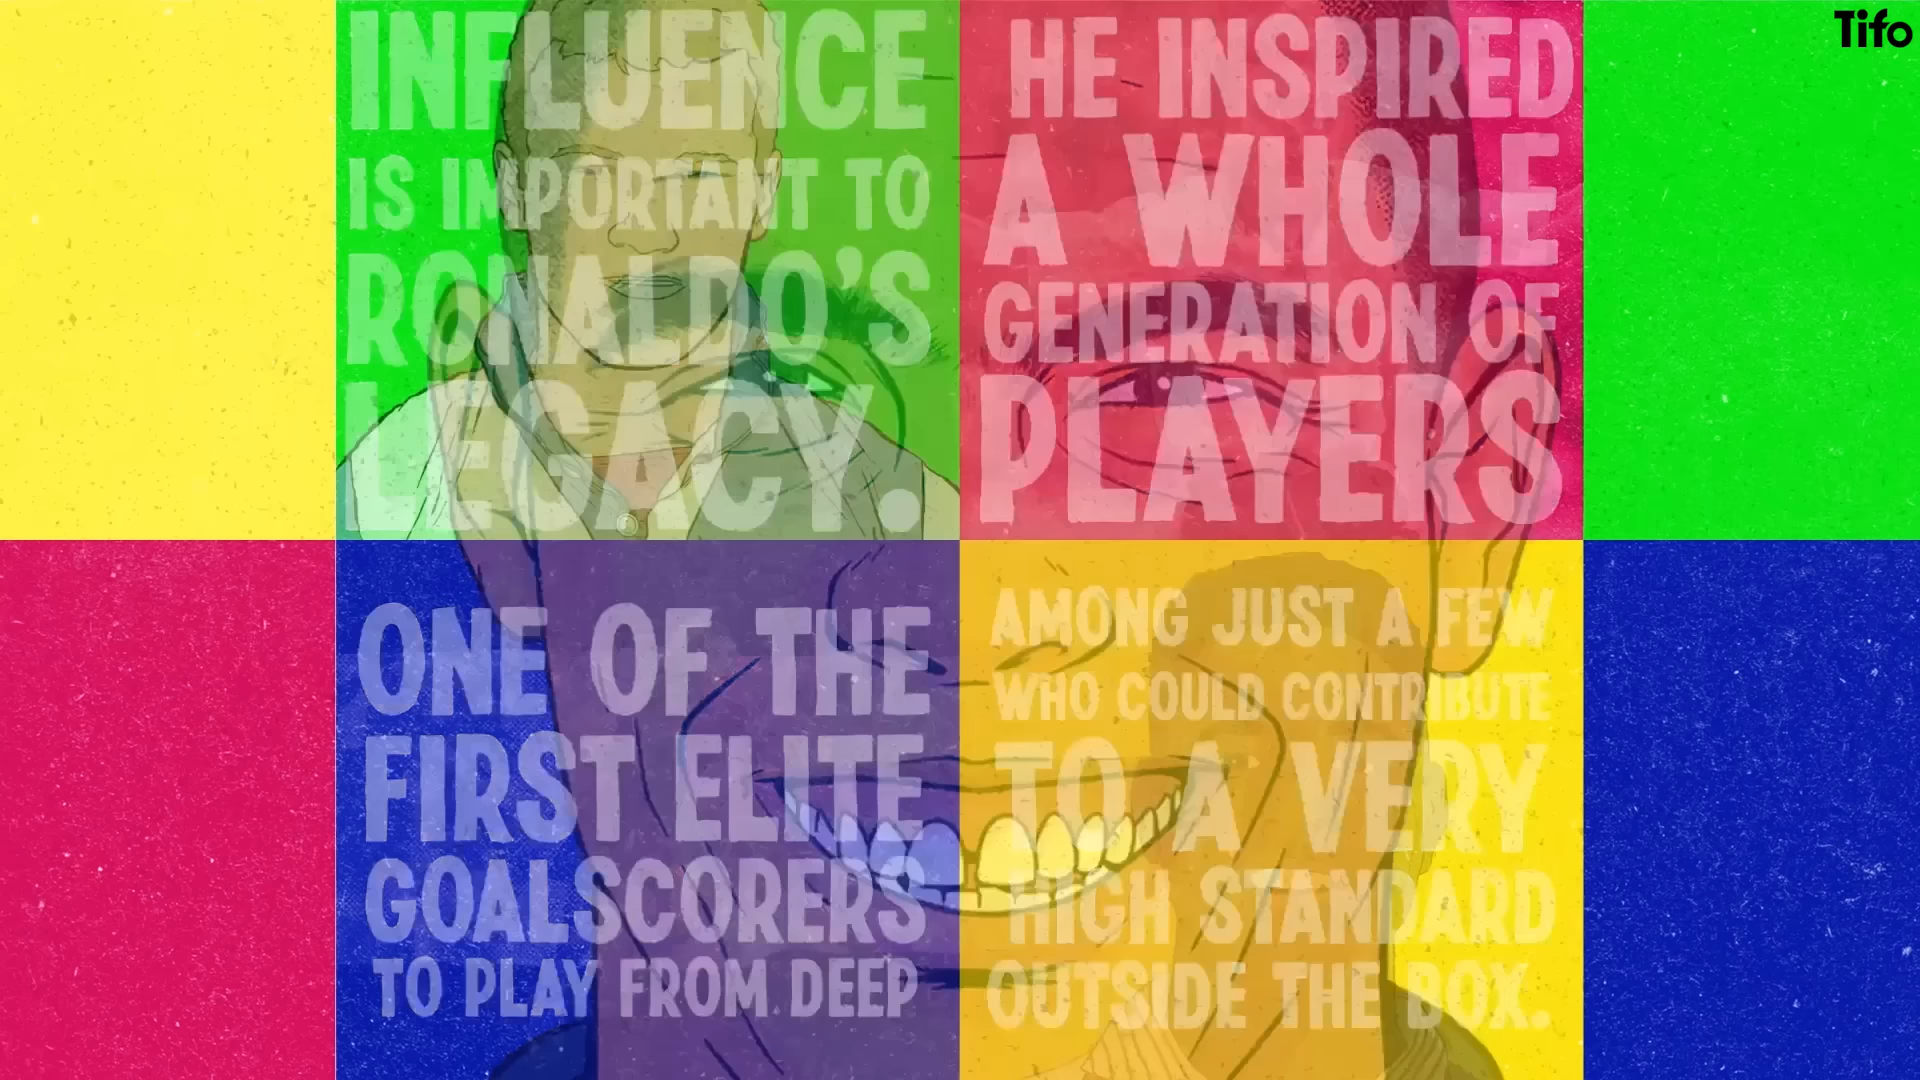 INFLUENCE
IS IMPORTANT TO
RONALDO'S
LEGACY.
HE INSPIRED
A WHOLE
GENERATION OF
PLAYERS
ONE OF THE
FIRST ELITE
GOALSCORERS
TO PLAY FROM DEEP
AMONG JUST A FEW
WHO COULD CONTRIBUTE
TO A VERY
HIGH STANDARD
OUTSIDE THE BOX.
Tifo